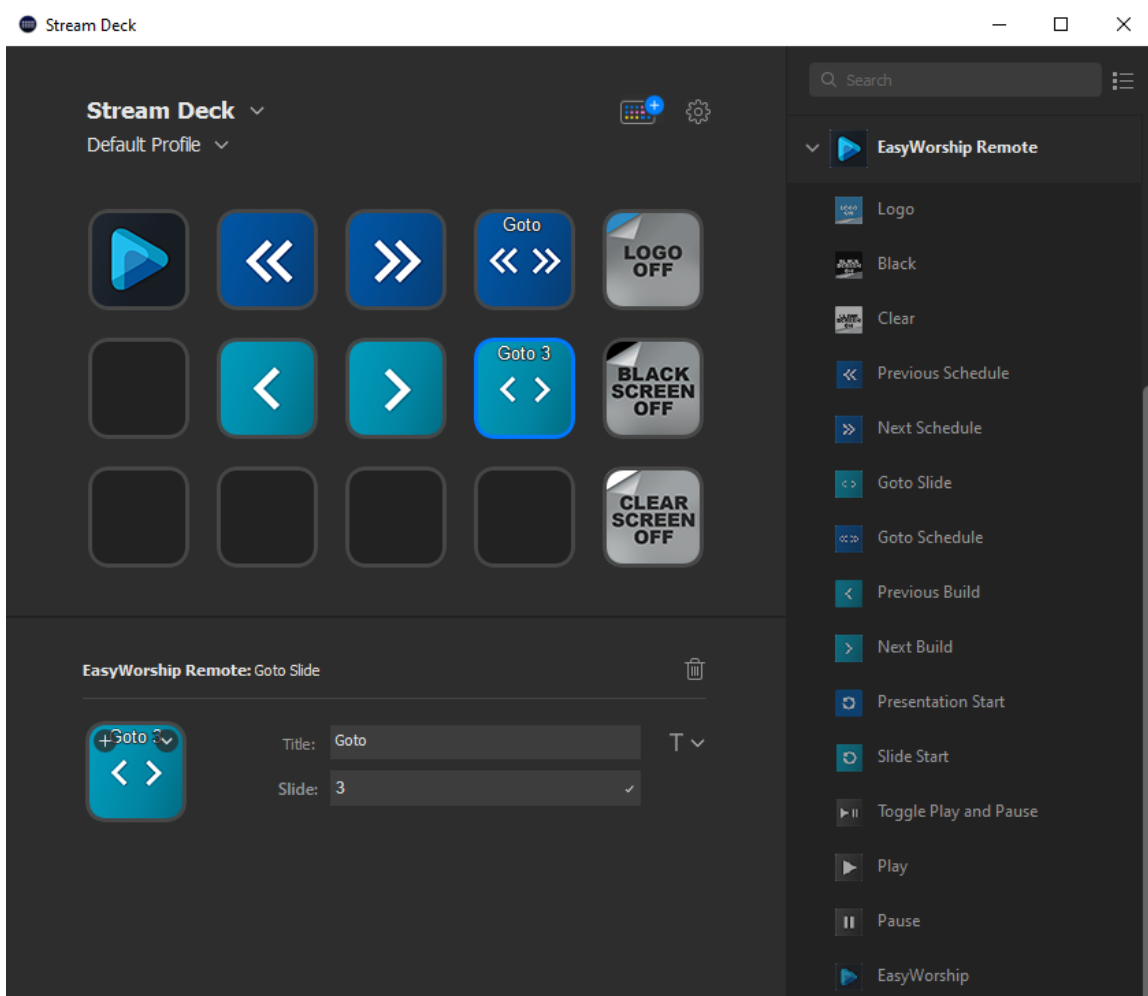 Stream Deck
Stream Deck
Default Profile
Goto
LOGO
OFF
Goto 3
BLACK
SCREEN
OFF
CLEAR
SCREEN
OFF
EasyWorship Remote: Goto Slide
Goto 3
Title: Goto
Slide: 3
T
Search
EasyWorship Remote
Logo
Black
Clear
Previous Schedule
Next Schedule
Goto Slide
Goto Schedule
Previous Build
Next Build
Presentation Start
Slide Start
Toggle Play and Pause
Play
Pause
EasyWorship